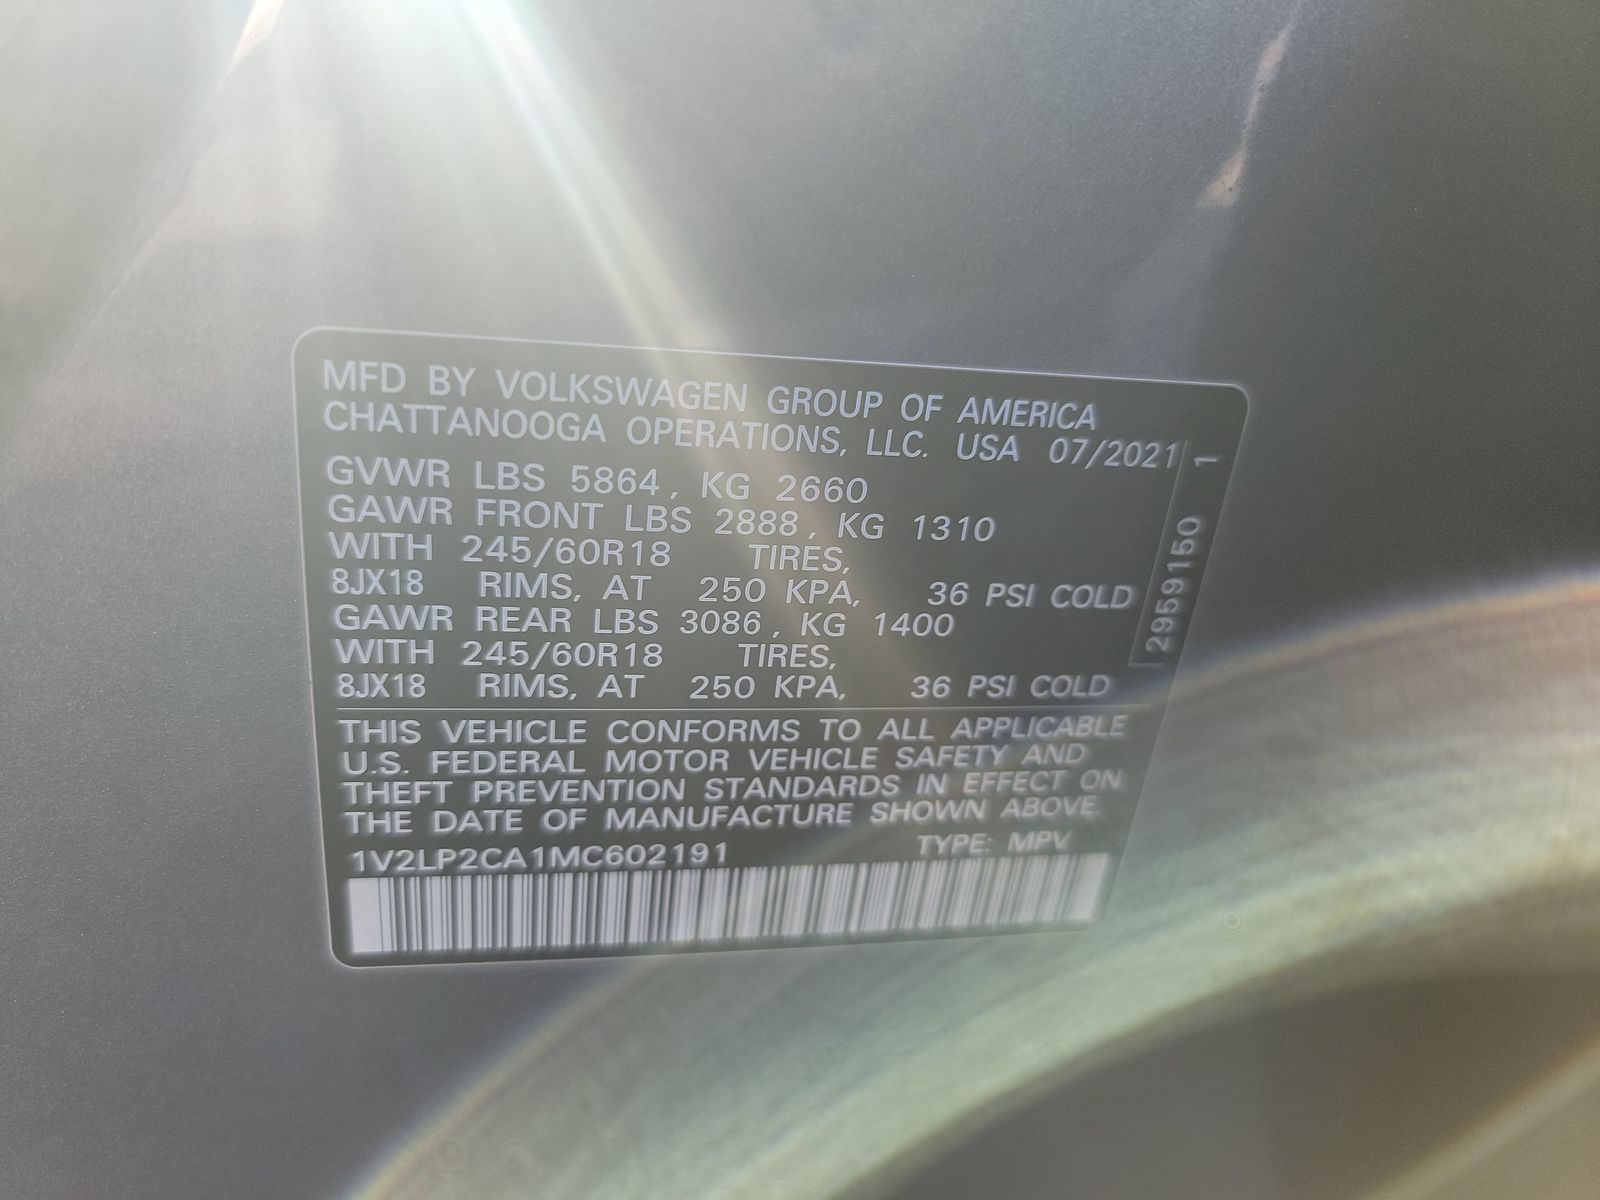 MFD BY VOLKSWAGEN GROUP OF AMERICA
CHATTANOOGA OPERATIONS, LLC. USA 07/2021
GVWR LBS 5864, KG 2660
GAWR FRONT LBS 2888, KG 1310
WITH 245/60R18 TIRES,
8JX18 RIMS, AT 250 KPA, 36 PSI COLD
GAWR REAR LBS 3086, KG 1400
WITH 245/60R18 TIRES,
8JX18 RIMS, AT 250 KPA, 36 PSI COLD
2959150 1
THIS VEHICLE CONFORMS TO ALL APPLICABLE
U.S. FEDERAL MOTOR VEHICLE SAFETY AND
THEFT PREVENTION STANDARDS IN EFFECT ON
THE DATE OF MANUFACTURE SHOWN ABOVE.
1V2LP2CA1MC602191 TYPE: MPV